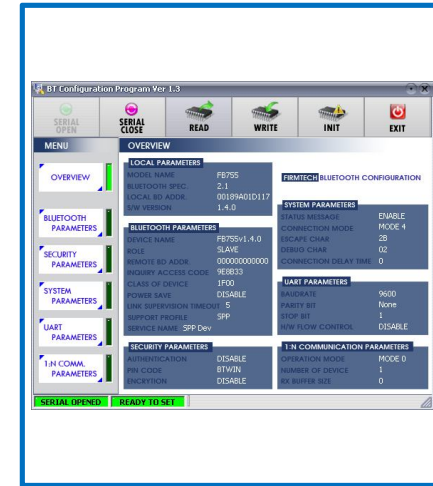 BT Configuration Program Ver 1.3
SERIAL OPEN
SERIAL CLOSE
READ
WRITE
INIT
EXIT
MENU
OVERVIEW
OVERVIEW
BLUETOOTH PARAMETERS
SECURITY PARAMETERS
SYSTEM PARAMETERS
UART PARAMETERS
1:N COMM. PARAMETERS
LOCAL PARAMETERS
MODEL NAME FB755
BLUETOOTH SPEC. 2.1
LOCAL BD ADDR. 00189A01D117
S/W VERSION 1.4.0
BLUETOOTH PARAMETERS
DEVICE NAME FB755v1.4.0
ROLE SLAVE
REMOTE BD ADDR. 000000000000
INQUIRY ACCESS CODE 9E8B33
CLASS OF DEVICE 1F00
POWER SAVE DISABLE
LINK SUPERVISION TIMEOUT 5
SUPPORT PROFILE SPP
SERVICE NAME SPP Dev
SECURITY PARAMETERS
AUTHENTICATION DISABLE
PIN CODE BTWIN
ENCRYTION DISABLE
FIRMTECH BLUETOOTH CONFIGURATION
SYSTEM PARAMETERS
STATUS MESSAGE ENABLE
CONNECTION MODE MODE 4
ESCAPE CHAR 2B
DEBUG CHAR 02
CONNECTION DELAY TIME 0
UART PARAMETERS
BAUDRATE 9600
PARITY BIT None
STOP BIT 1
H/W FLOW CONTROL DISABLE
1:N COMMUNICATION PARAMETERS
OPERATION MODE MODE 0
NUMBER OF DEVICE 1
RX BUFFER SIZE 0
SERIAL OPENED
READY TO SET